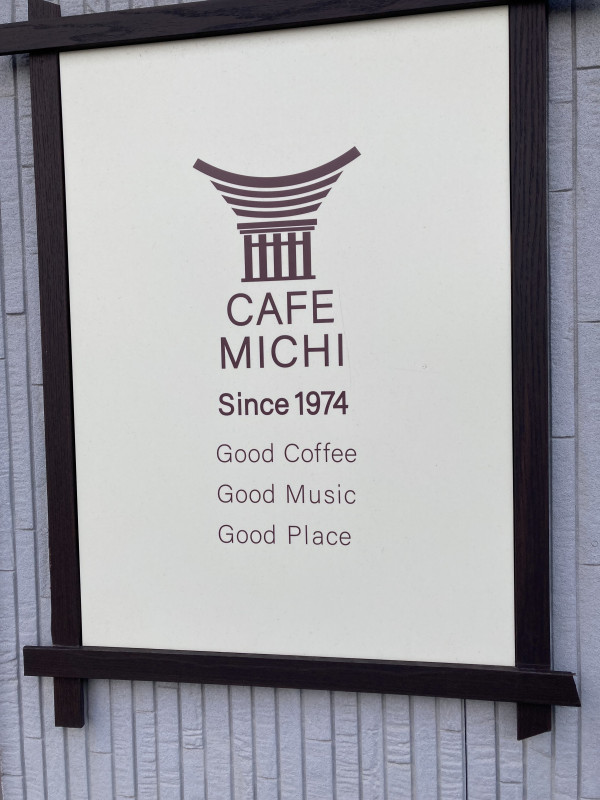 CAFE
MICHI
Since 1974
Good Coffee
Good Music
Good Place